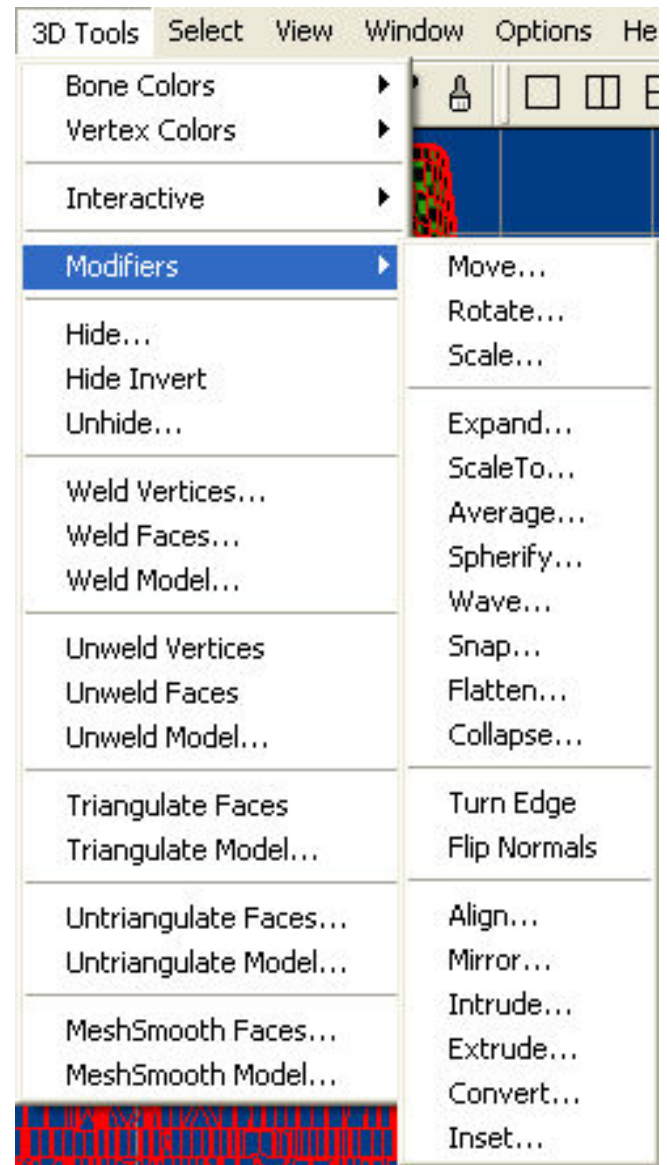 3D Tools Select View Window Options He
Bone Colors
Vertex Colors
Interactive
Modifiers
Hide...
Hide Invert
Unhide...
Weld Vertices...
Weld Faces...
Weld Model...
Unweld Vertices
Unweld Faces
Unweld Model...
Triangulate Faces
Triangulate Model...
Untriangulate Faces...
Untriangulate Model...
MeshSmooth Faces...
MeshSmooth Model...
Move...
Rotate...
Scale...
Expand...
ScaleTo...
Average...
Spherify...
Wave...
Snap...
Flatten...
Collapse...
Turn Edge
Flip Normals
Align...
Mirror...
Intrude...
Extrude...
Convert...
Inset...